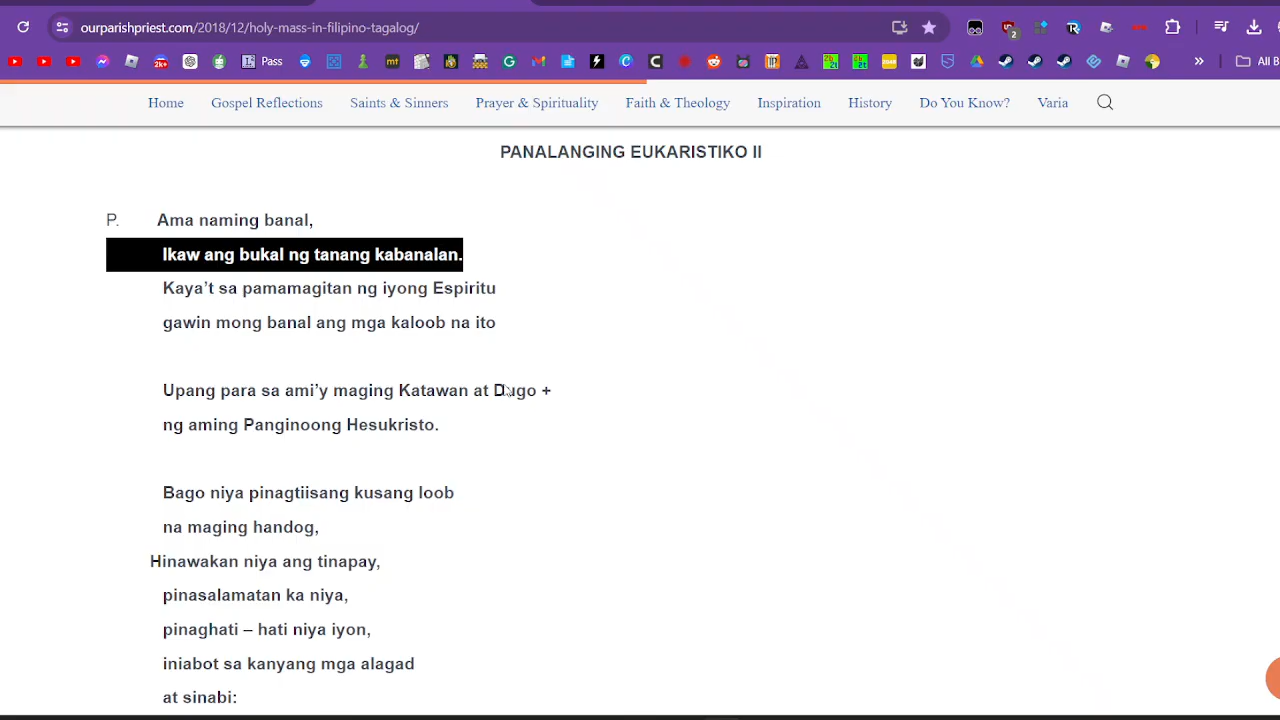 ourparishpriest.com/2018/12/holy-mass-in-filipino-tagalog/
Pass
All B
Home Gospel Reflections Saints & Sinners Prayer & Spirituality Faith & Theology Inspiration History Do You Know? Varia
PANALANGING EUKARISTIKO II
P. Ama naming banal,
Ikaw ang bukal ng tanang kabanalan.
Kaya’t sa pamamagitan ng iyong Espiritu
gawin mong banal ang mga kaloob na ito
Upang para sa ami’y maging Katawan at Dugo +
ng aming Panginoong Hesukristo.
Bago niya pinagtiisang kusang loob
na maging handog,
Hinawakan niya ang tinapay,
pinasalamatan ka niya,
pinaghati – hati niya iyon,
iniabot sa kanyang mga alagad
at sinabi: